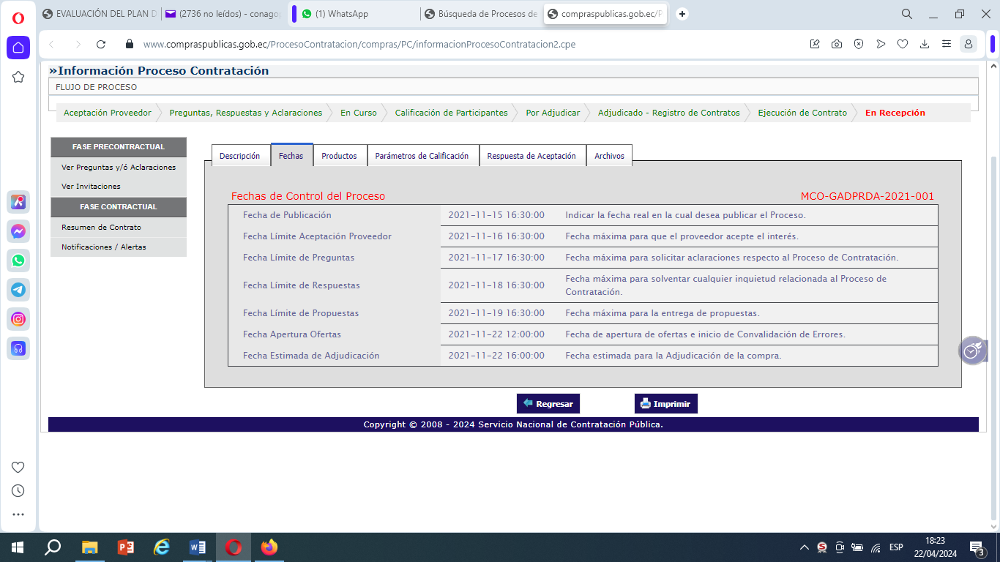 EVALUACIÓN DEL PLAN D
(2736 no leídos) - conago
(1) WhatsApp
Búsqueda de Procesos de
compraspublicas.gob.ec/P
www.compraspublicas.gob.ec/ProcesoContratacion/compras/PC/informacionProcesoContratacion2.cpe
»Información Proceso Contratación
FLUJO DE PROCESO
Aceptación Proveedor
Preguntas, Respuestas y Aclaraciones
En Curso
Calificación de Participantes
Por Adjudicar
Adjudicado - Registro de Contratos
Ejecución de Contrato
En Recepción
FASE PRECONTRACTUAL
Ver Preguntas y/ó Aclaraciones
Ver Invitaciones
FASE CONTRACTUAL
Resumen de Contrato
Notificaciones / Alertas
Descripción
Fechas
Productos
Parámetros de Calificación
Respuesta de Aceptación
Archivos
Fechas de Control del Proceso
MCO-GADPRDA-2021-001
Fecha de Publicación 2021-11-15 16:30:00 Indicar la fecha real en la cual desea publicar el Proceso.
Fecha Límite Aceptación Proveedor 2021-11-16 16:30:00 Fecha máxima para que el proveedor acepte el interés.
Fecha Límite de Preguntas 2021-11-17 16:30:00 Fecha máxima para solicitar aclaraciones respecto al Proceso de Contratación.
Fecha Límite de Respuestas 2021-11-18 16:30:00 Fecha máxima para solventar cualquier inquietud relacionada al Proceso de
Contratación.
Fecha Límite de Propuestas 2021-11-19 16:30:00 Fecha máxima para la entrega de propuestas.
Fecha Apertura Ofertas 2021-11-22 12:00:00 Fecha de apertura de ofertas e inicio de Convalidación de Errores.
Fecha Estimada de Adjudicación 2021-11-22 16:00:00 Fecha estimada para la Adjudicación de la compra.
Regresar
Imprimir
Copyright © 2008 - 2024 Servicio Nacional de Contratación Pública.
ESP
18:23
22/04/2024
3